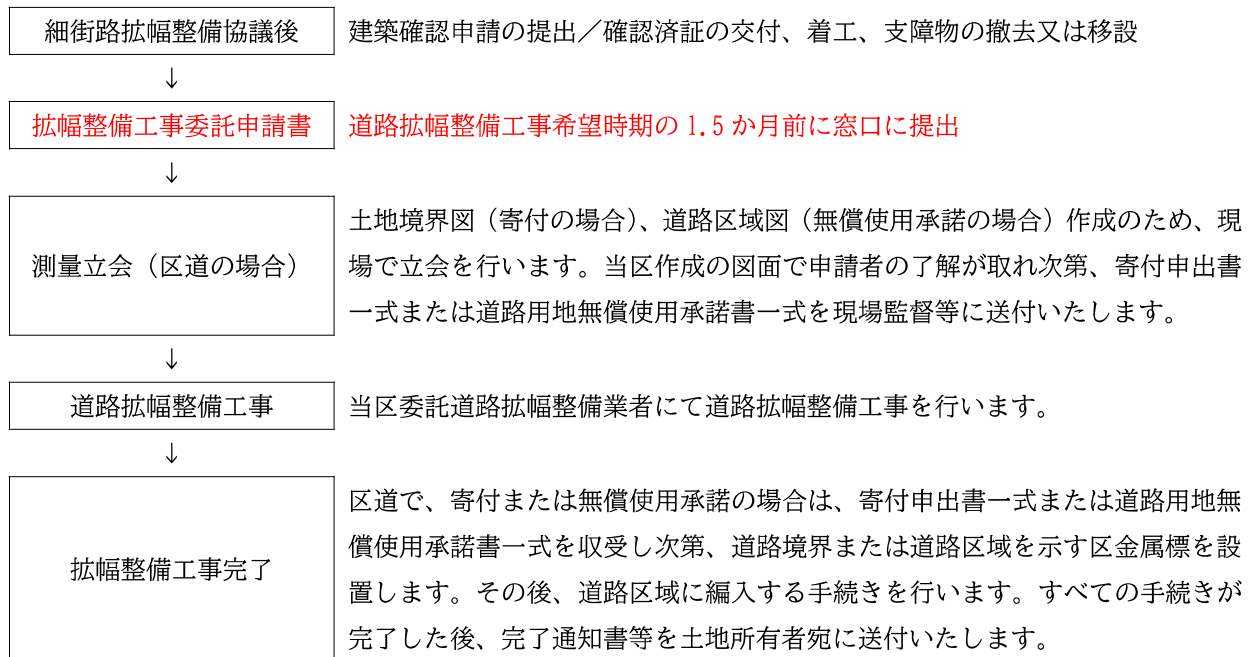 細街路拡幅整備協議後 建築確認申請の提出／確認済証の交付、着工、支障物の撤去又は移設
↓
拡幅整備工事委託申請書 道路拡幅整備工事希望時期の1.5か月前に窓口に提出
↓
測量立会（区道の場合）
土地境界図（寄付の場合）、道路区域図（無償使用承諾の場合）作成のため、現
場で立会を行います。当区作成の図面で申請者の了解が取れ次第、寄付申出書
一式または道路用地無償使用承諾書一式を現場監督等に送付いたします。
↓
道路拡幅整備工事 当区委託道路拡幅整備業者にて道路拡幅整備工事を行います。
↓
拡幅整備工事完了
区道で、寄付または無償使用承諾の場合は、寄付申出書一式または道路用地無
償使用承諾書一式を収受し次第、道路境界または道路区域を示す区金属標を設
置します。その後、道路区域に編入する手続きを行います。すべての手続きが
完了した後、完了通知書等を土地所有者宛に送付いたします。